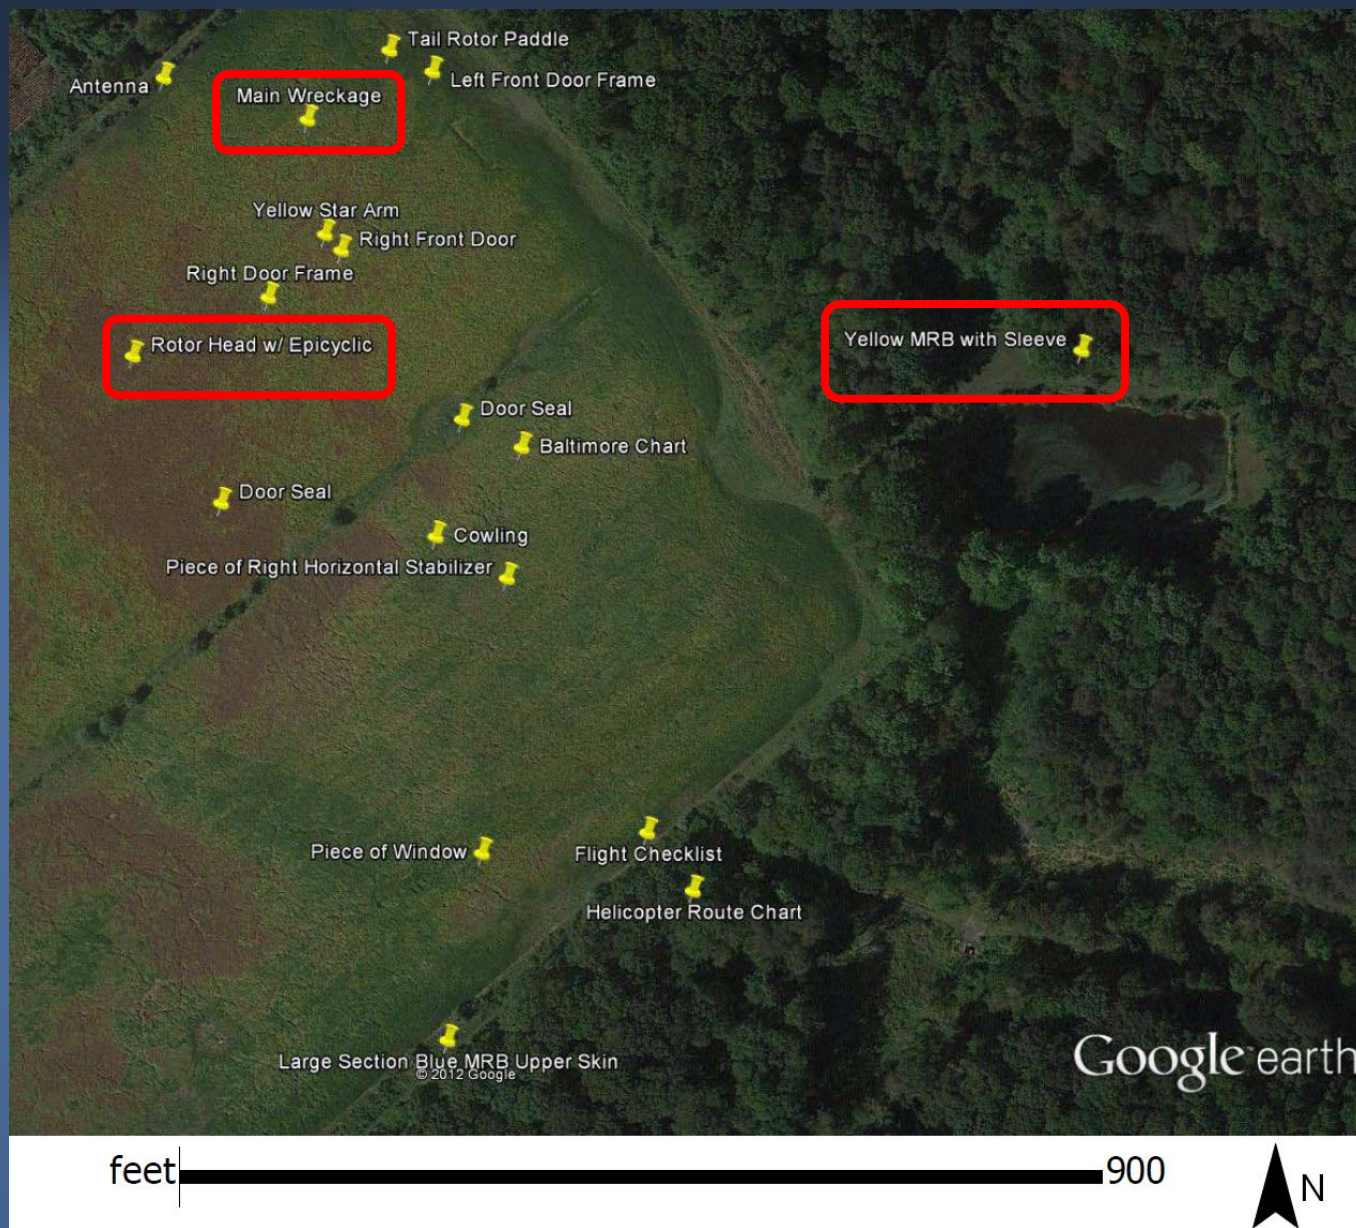 Tail Rotor Paddle
Left Front Door Frame
Antenna
Main Wreckage
Yellow Star Arm
Right Front Door
Right Door Frame
Rotor Head w/ Epicyclic
Yellow MRB with Sleeve
Door Seal
Baltimore Chart
Door Seal
Cowling
Piece of Right Horizontal Stabilizer
Piece of Window
Flight Checklist
Helicopter Route Chart
Large Section Blue MRB Upper Skin
© 2012 Google
Google earth
feet 900
N